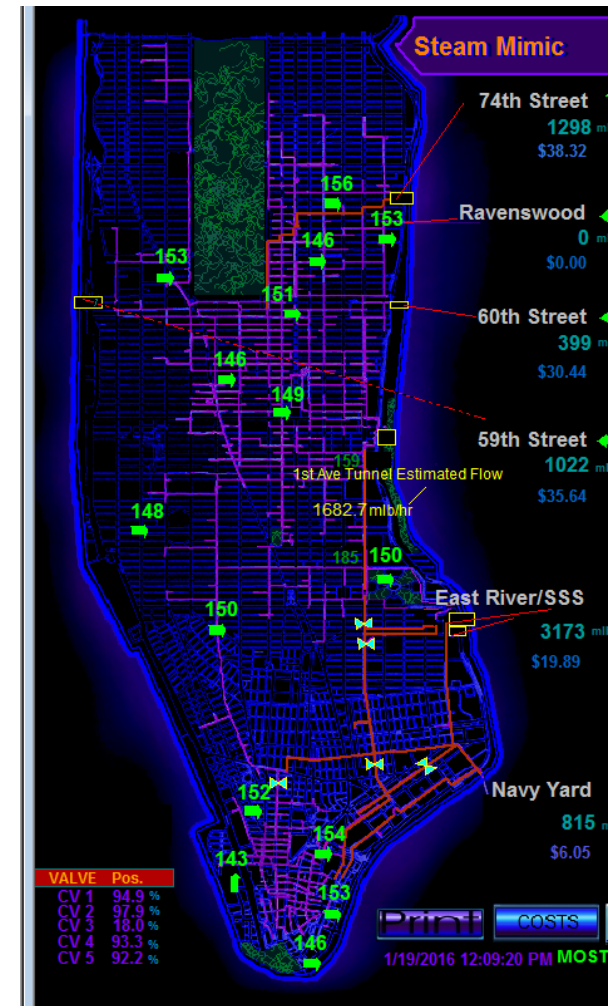 Steam Mimic
74th Street
1298
$38.32
156
Ravenswood
153
0
146
153
$0.00
151
60th Street
399
146
$30.44
149
59th Street
1022
159
1st Ave Tunnel Estimated Flow
$35.64
1682.7 mlb/hr
148
185
150
East River/SSS
150
3173
$19.89
Navy Yard
152
815
154
$6.05
143
VALVE Pos.
CV 1 94.9 %
CV 2 97.9 %
CV 3 18.0 %
CV 4 93.3 %
CV 5 92.2 %
153
Print COSTS
146
1/19/2016 12:09:20 PM MOST